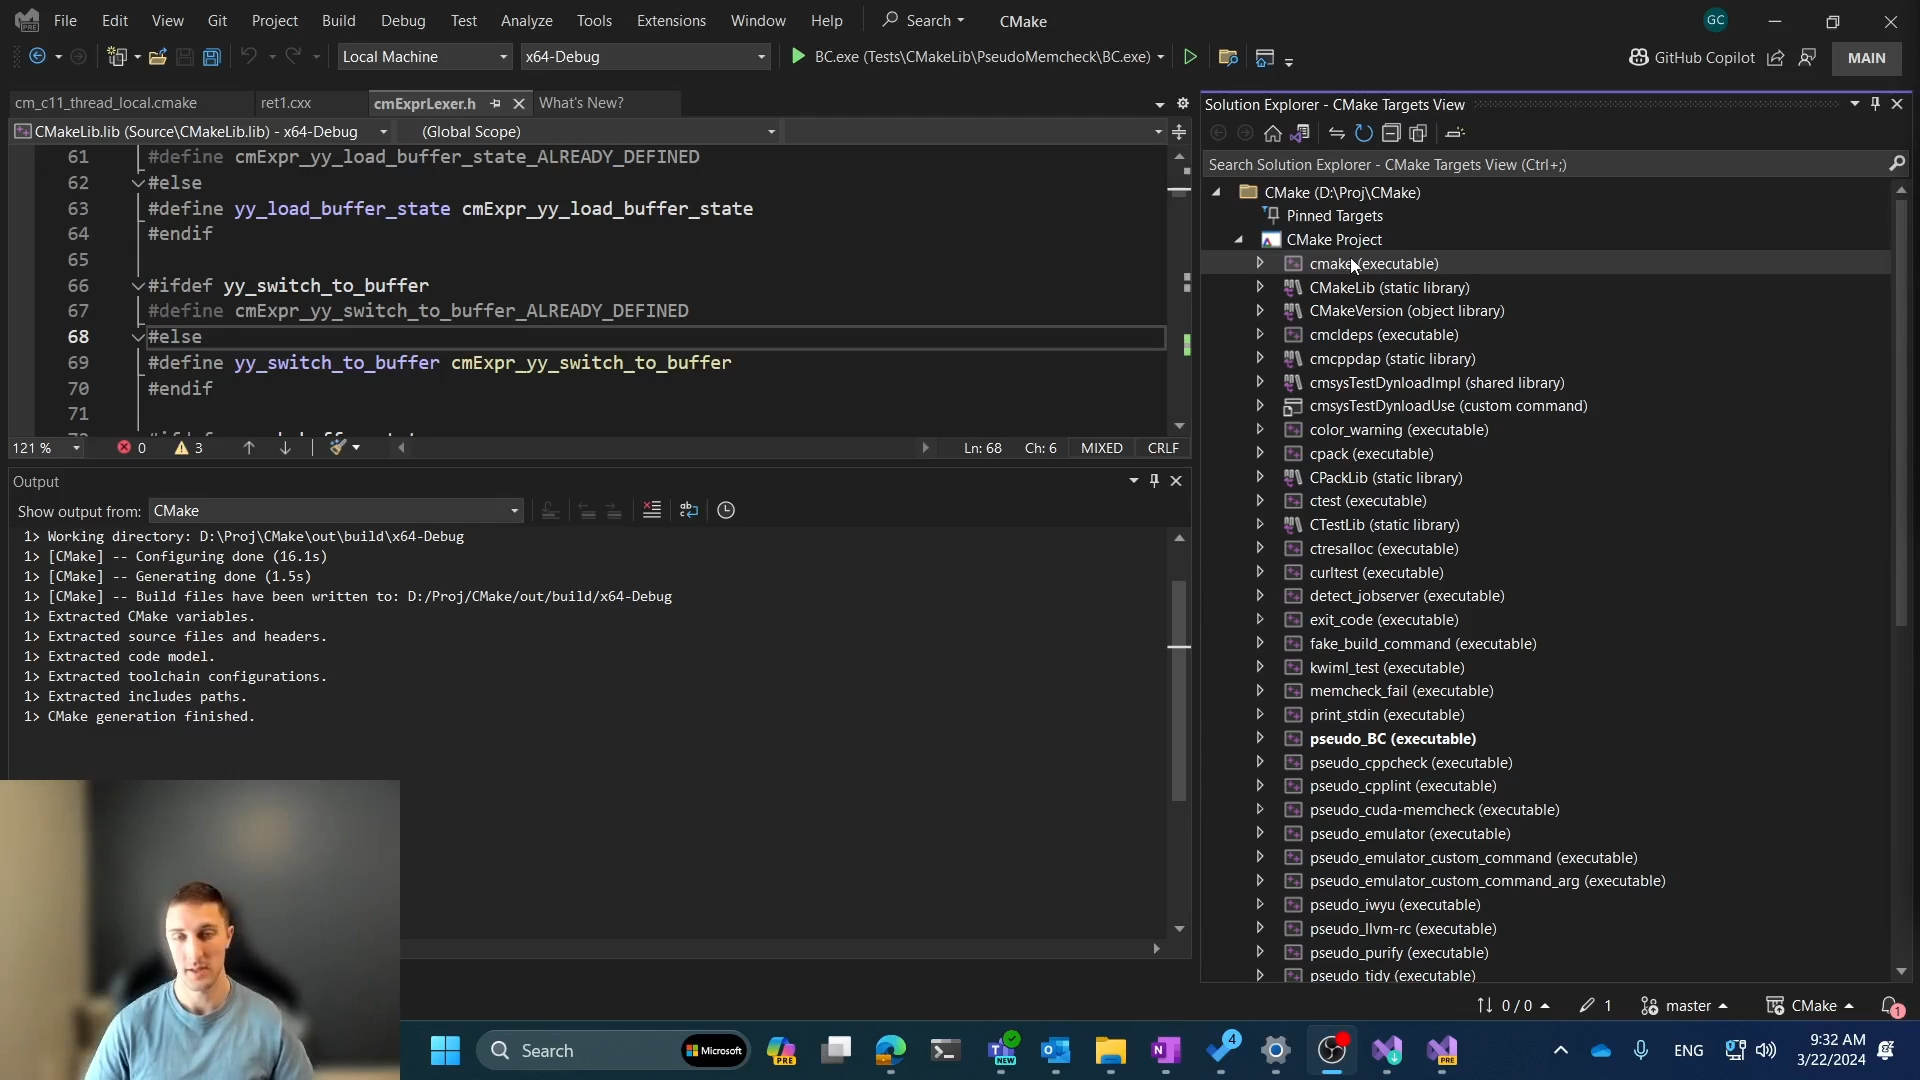 File Edit View Git Project Build Debug Test Analyze Tools Extensions Window Help Search CMake GC
Local Machine x64-Debug BC.exe (Tests\CMakeLib\PseudoMemcheck\BC.exe) GitHub Copilot MAIN
cm_c11_thread_local.cmake ret1.cxx cmExprLexer.h What's New?
CMakeLib.lib (Source\CMakeLib.lib) - x64-Debug (Global Scope)
61 #define cmExpr_yy_load_buffer_state_ALREADY_DEFINED
62 #else
63 #define yy_load_buffer_state cmExpr_yy_load_buffer_state
64 #endif
65
66 #ifdef yy_switch_to_buffer
67 #define cmExpr_yy_switch_to_buffer_ALREADY_DEFINED
68 #else
69 #define yy_switch_to_buffer cmExpr_yy_switch_to_buffer
70 #endif
71
121 % 0 3 Ln: 68 Ch: 6 MIXED CRLF
Output
Show output from: CMake
1> Working directory: D:\Proj\CMake\out\build\x64-Debug
1> [CMake] -- Configuring done (16.1s)
1> [CMake] -- Generating done (1.5s)
1> [CMake] -- Build files have been written to: D:/Proj/CMake/out/build/x64-Debug
1> Extracted CMake variables.
1> Extracted source files and headers.
1> Extracted code model.
1> Extracted toolchain configurations.
1> Extracted includes paths.
1> CMake generation finished.
Solution Explorer - CMake Targets View
Search Solution Explorer - CMake Targets View (Ctrl+;)
CMake (D:\Proj\CMake)
Pinned Targets
CMake Project
cmake (executable)
CMakeLib (static library)
CMakeVersion (object library)
cmcldeps (executable)
cmcppdap (static library)
cmsysTestDynloadImpl (shared library)
cmsysTestDynloadUse (custom command)
color_warning (executable)
cpack (executable)
CPackLib (static library)
ctest (executable)
CTestLib (static library)
ctresalloc (executable)
curltest (executable)
detect_jobserver (executable)
exit_code (executable)
fake_build_command (executable)
kwiml_test (executable)
memcheck_fail (executable)
print_stdin (executable)
pseudo_BC (executable)
pseudo_cppcheck (executable)
pseudo_cpplint (executable)
pseudo_cuda-memcheck (executable)
pseudo_emulator (executable)
pseudo_emulator_custom_command (executable)
pseudo_emulator_custom_command_arg (executable)
pseudo_iwyu (executable)
pseudo_llvm-rc (executable)
pseudo_purify (executable)
pseudo_tidy (executable)
0 / 0 1 master CMake 1
Search Microsoft PRE NEW 4 PRE ENG 9:32 AM
3/22/2024